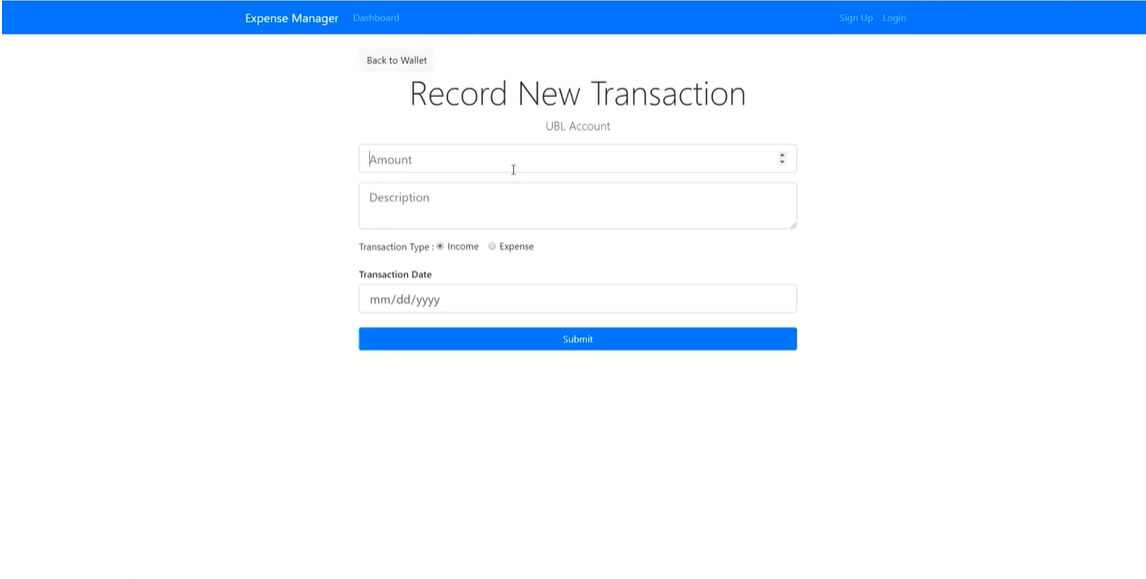 Expense Manager Dashboard Sign Up Login
Back to Wallet
Record New Transaction
UBL Account
Amount
Description
Transaction Type : Income Expense
Transaction Date
mm/dd/yyyy
Submit